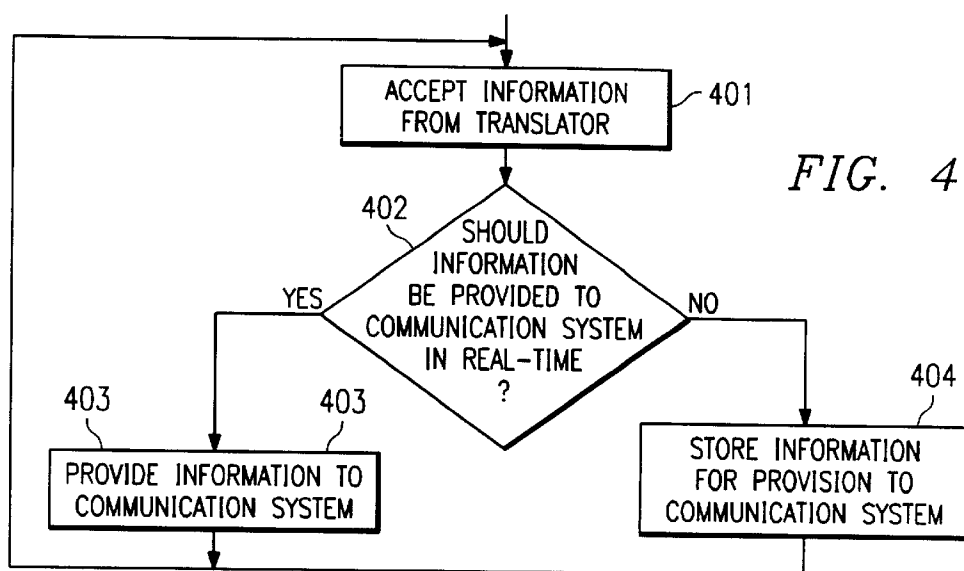 ACCEPT INFORMATION
FROM TRANSLATOR
401
FIG. 4
402
SHOULD
INFORMATION
BE PROVIDED TO
COMMUNICATION SYSTEM
IN REAL-TIME
?
YES
NO
403
403
PROVIDE INFORMATION TO
COMMUNICATION SYSTEM
404
STORE INFORMATION
FOR PROVISION TO
COMMUNICATION SYSTEM